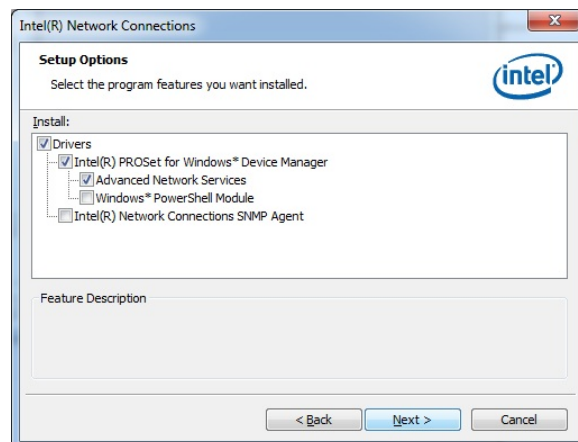 Intel(R) Network Connections
Setup Options
Select the program features you want installed.
intel
Install:
Drivers
Intel(R) PROSet for Windows* Device Manager
Advanced Network Services
Windows* PowerShell Module
Intel(R) Network Connections SNMP Agent
Feature Description
< Back
Next >
Cancel